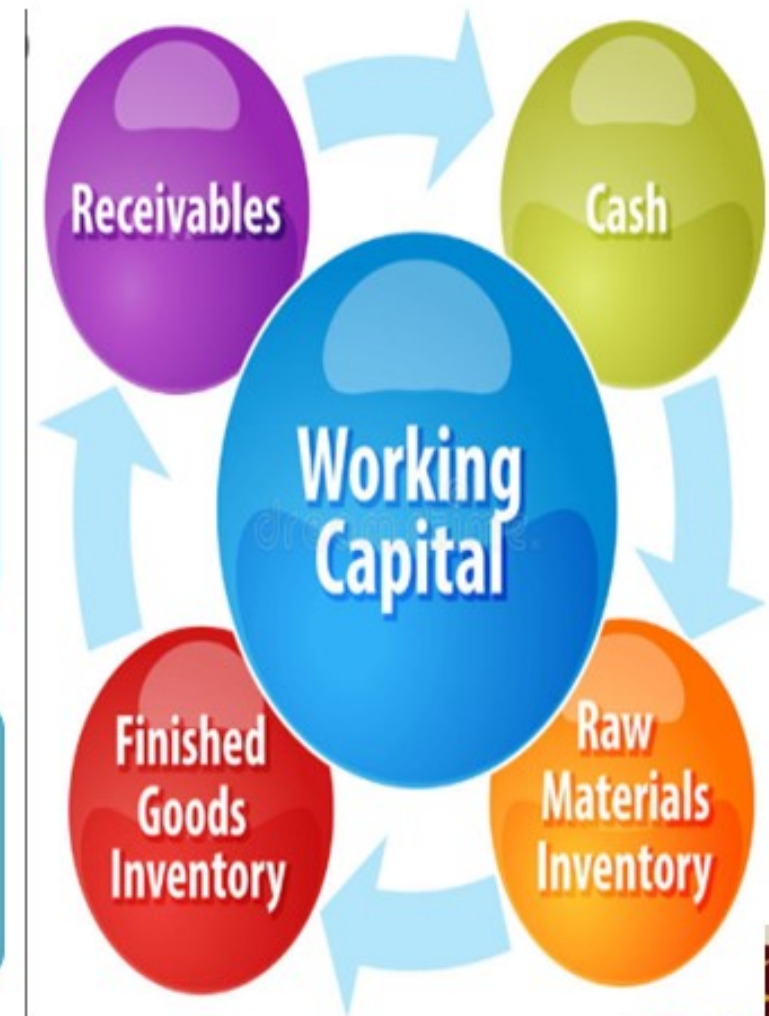 Receivables
Cash
Working
Capital
Finished
Goods
Inventory
Raw
Materials
Inventory